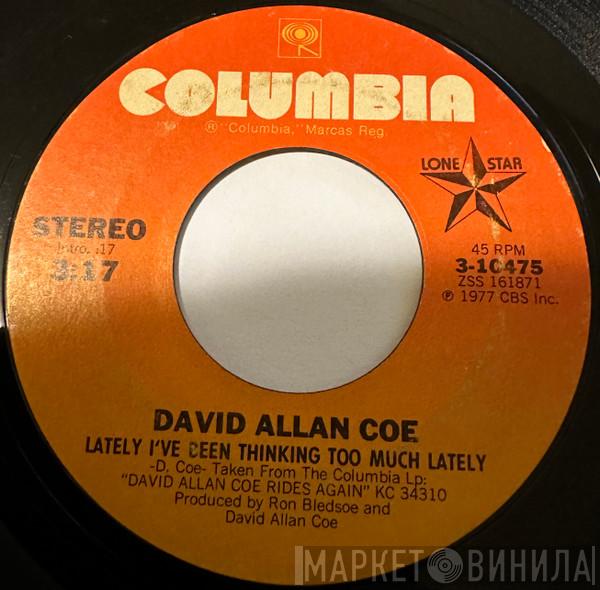 COLUMBIA
® "Columbia," Marcas Reg.
LONE STAR
STEREO
Intro. :17
3:17
45 RPM
3-10475
ZSS 161871
℗ 1977 CBS Inc.
DAVID ALLAN COE
LATELY I'VE BEEN THINKING TOO MUCH LATELY
-D. Coe- Taken From The Columbia Lp:
"DAVID ALLAN COE RIDES AGAIN" KC 34310
Produced by Ron Bledsoe and
David Allan Coe
МАРКЕТ ВИНИЛА